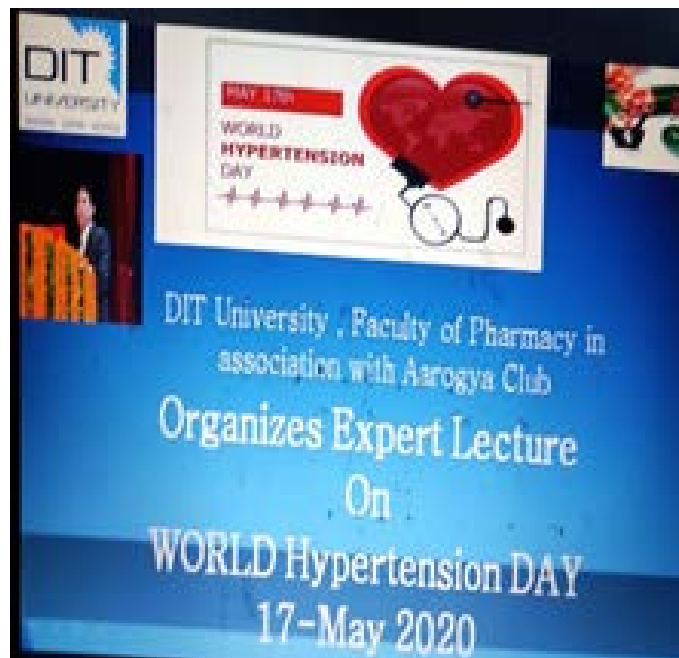 DIT
UNIVERSITY
MAY 17th
WORLD
HYPERTENSION
DAY
DIT University , Faculty of Pharmacy in
association with Aarogya Club
Organizes Expert Lecture
On
WORLD Hypertension DAY
17-May 2020